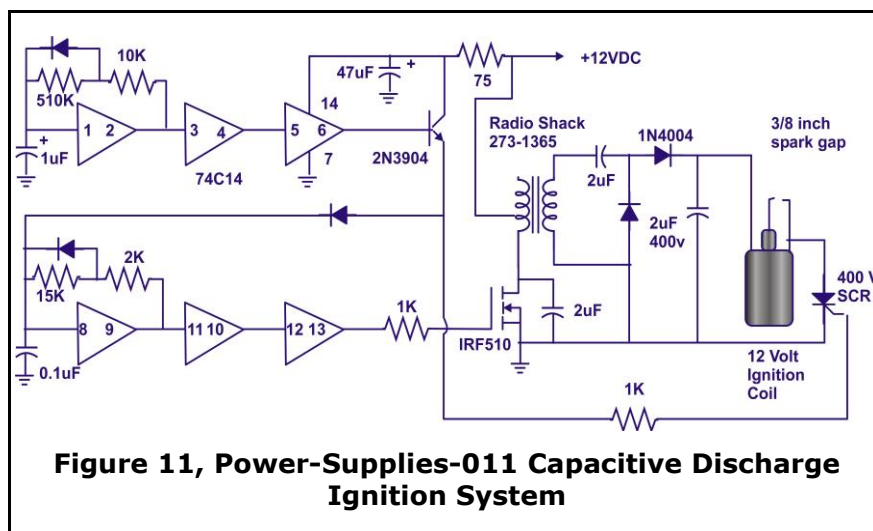 10K
510K
1uF
+
1 2
3 4
74C14
5 6
14
7
47uF
+
2N3904
75
+12VDC
Radio Shack
273-1365
1N4004
3/8 inch
spark gap
2uF
2uF
400v
400 V
SCR
12 Volt
Ignition
Coil
2K
15K
0.1uF
8 9
11 10
12 13
1K
IRF510
2uF
1K
Figure 11, Power-Supplies-011 Capacitive Discharge
Ignition System